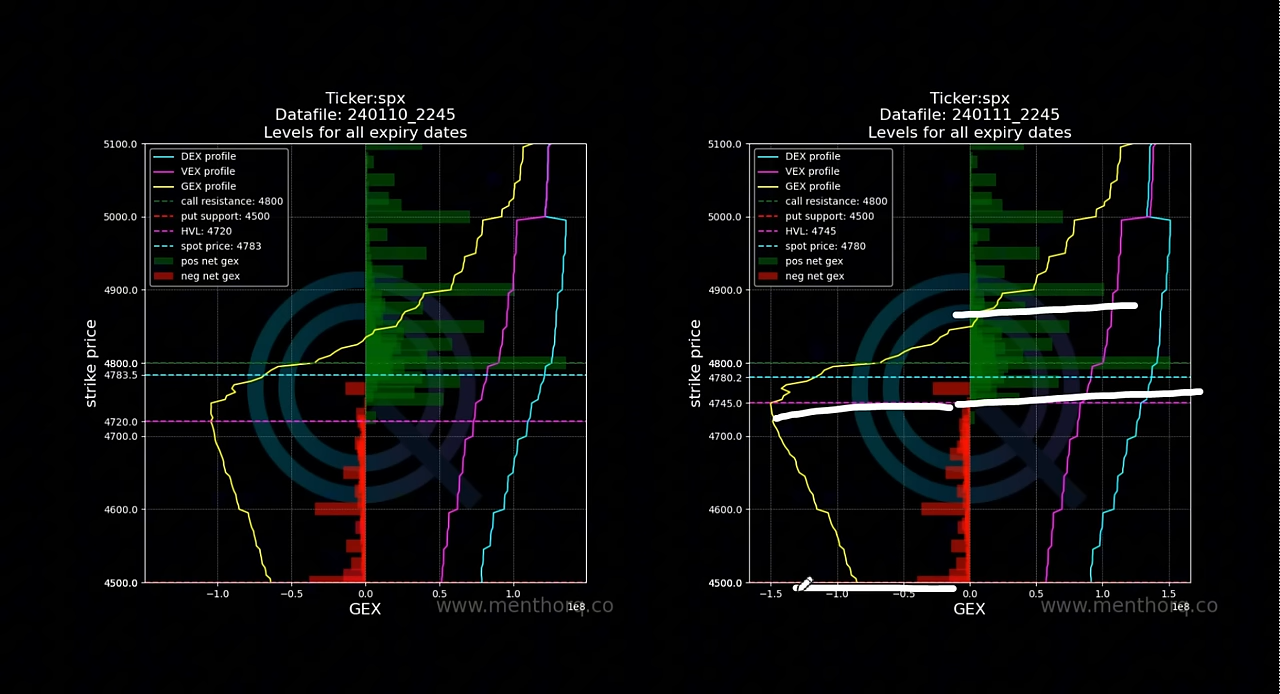 Ticker:spx
Datafile: 240110_2245
Levels for all expiry dates
5100.0
5000.0
4900.0
4800.0
4783.5
4720.0
4700.0
4600.0
4500.0
strike price
DEX profile
VEX profile
GEX profile
call resistance: 4800
put support: 4500
HVL: 4720
spot price: 4783
pos net gex
neg net gex
−1.0 −0.5 0.0 0.5 1.0
1e8
GEX
www.menthorq.co
Ticker:spx
Datafile: 240111_2245
Levels for all expiry dates
5100.0
5000.0
4900.0
4800.0
4780.2
4745.0
4700.0
4600.0
4500.0
strike price
DEX profile
VEX profile
GEX profile
call resistance: 4800
put support: 4500
HVL: 4745
spot price: 4780
pos net gex
neg net gex
−1.5 −1.0 −0.5 0.0 0.5 1.0 1.5
1e8
GEX
www.menthorq.co